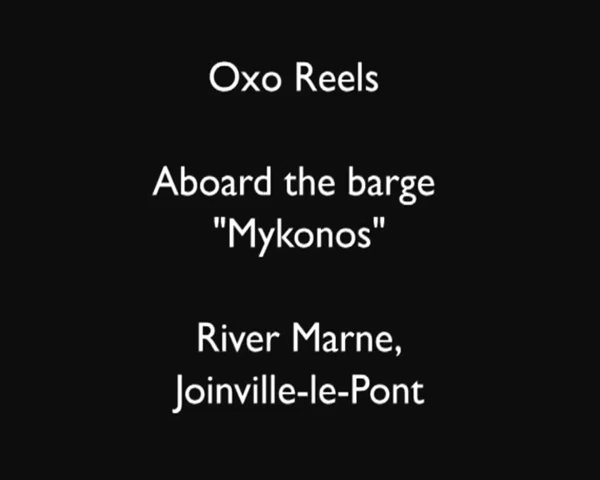 Oxo Reels
Aboard the barge
"Mykonos"
River Marne,
Joinville-le-Pont